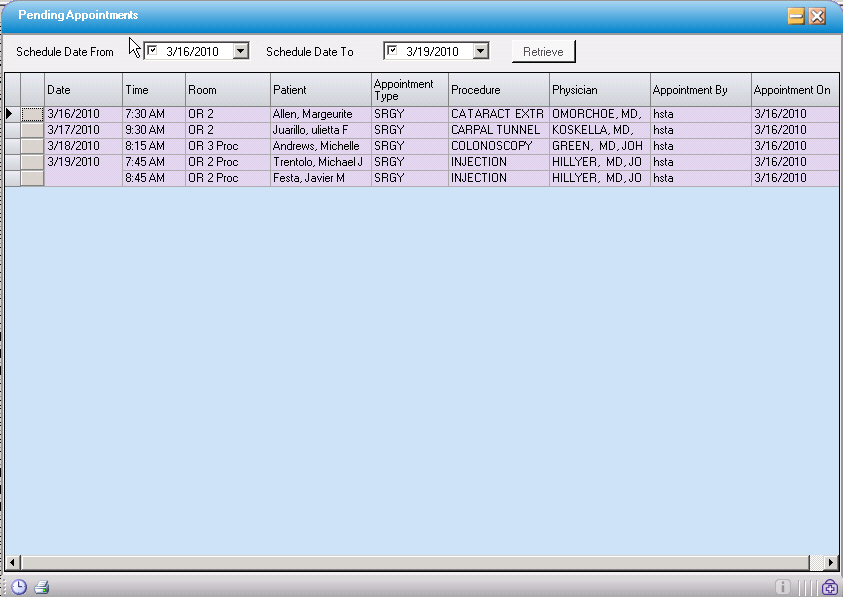 Pending Appointments
Schedule Date From 3/16/2010 Schedule Date To 3/19/2010 Retrieve
Date Time Room Patient Appointment Type Procedure Physician Appointment By Appointment On
3/16/2010 7:30 AM OR 2 Allen, Margeurite SRGY CATARACT EXTR OMORCHOE, MD, hsta 3/16/2010
3/17/2010 9:30 AM OR 2 Juarillo, ulietta F SRGY CARPAL TUNNEL KOSKELLA, MD, hsta 3/16/2010
3/18/2010 8:15 AM OR 3 Proc Andrews, Michelle SRGY COLONOSCOPY GREEN, MD, JOH hsta 3/16/2010
3/19/2010 7:45 AM OR 2 Proc Trentolo, Michael J SRGY INJECTION HILLYER, MD, JO hsta 3/16/2010
8:45 AM OR 2 Proc Festa, Javier M SRGY INJECTION HILLYER, MD, JO hsta 3/16/2010